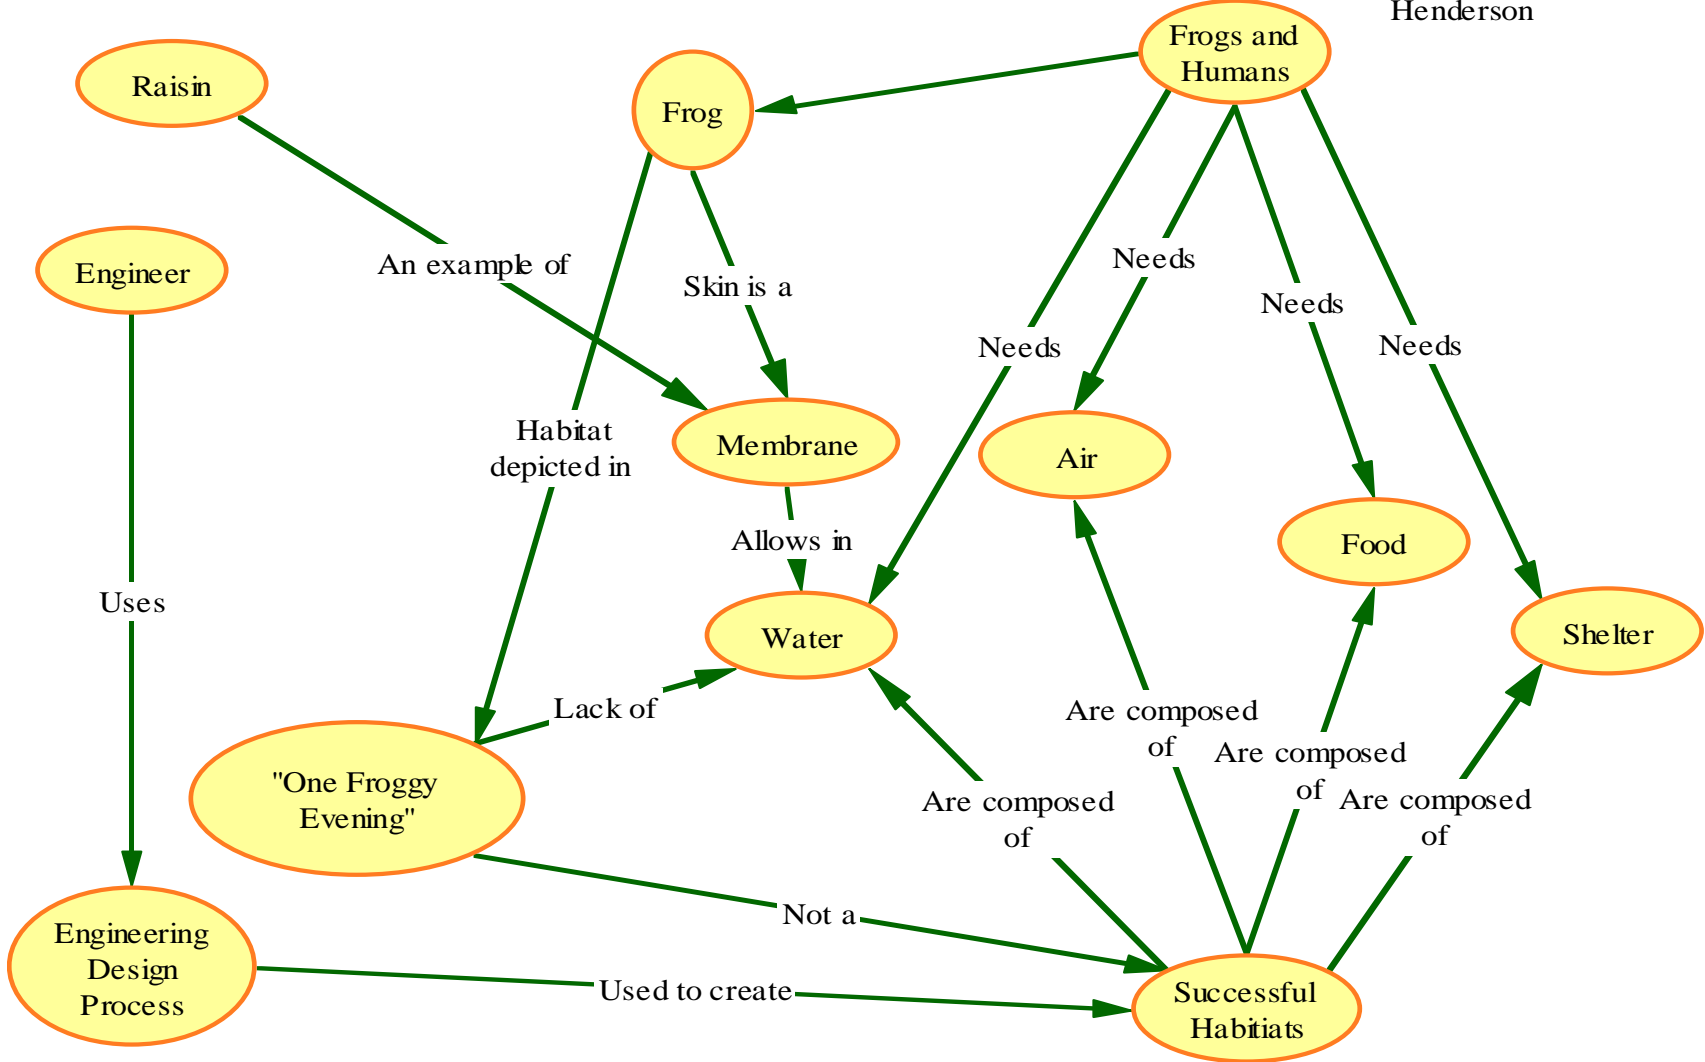 Henderson
Frogs and
Humans
Raisin
Frog
Engineer
An example of
Skin is a
Needs
Needs
Needs
Needs
Habitat
depicted in
Membrane
Air
Allows in
Food
Uses
Water
Shelter
Lack of
Are composed
of
Are composed
of
Are composed
of
Are composed
of
"One Froggy
Evening"
Not a
Engineering
Design
Process
Used to create
Successful
Habitiats